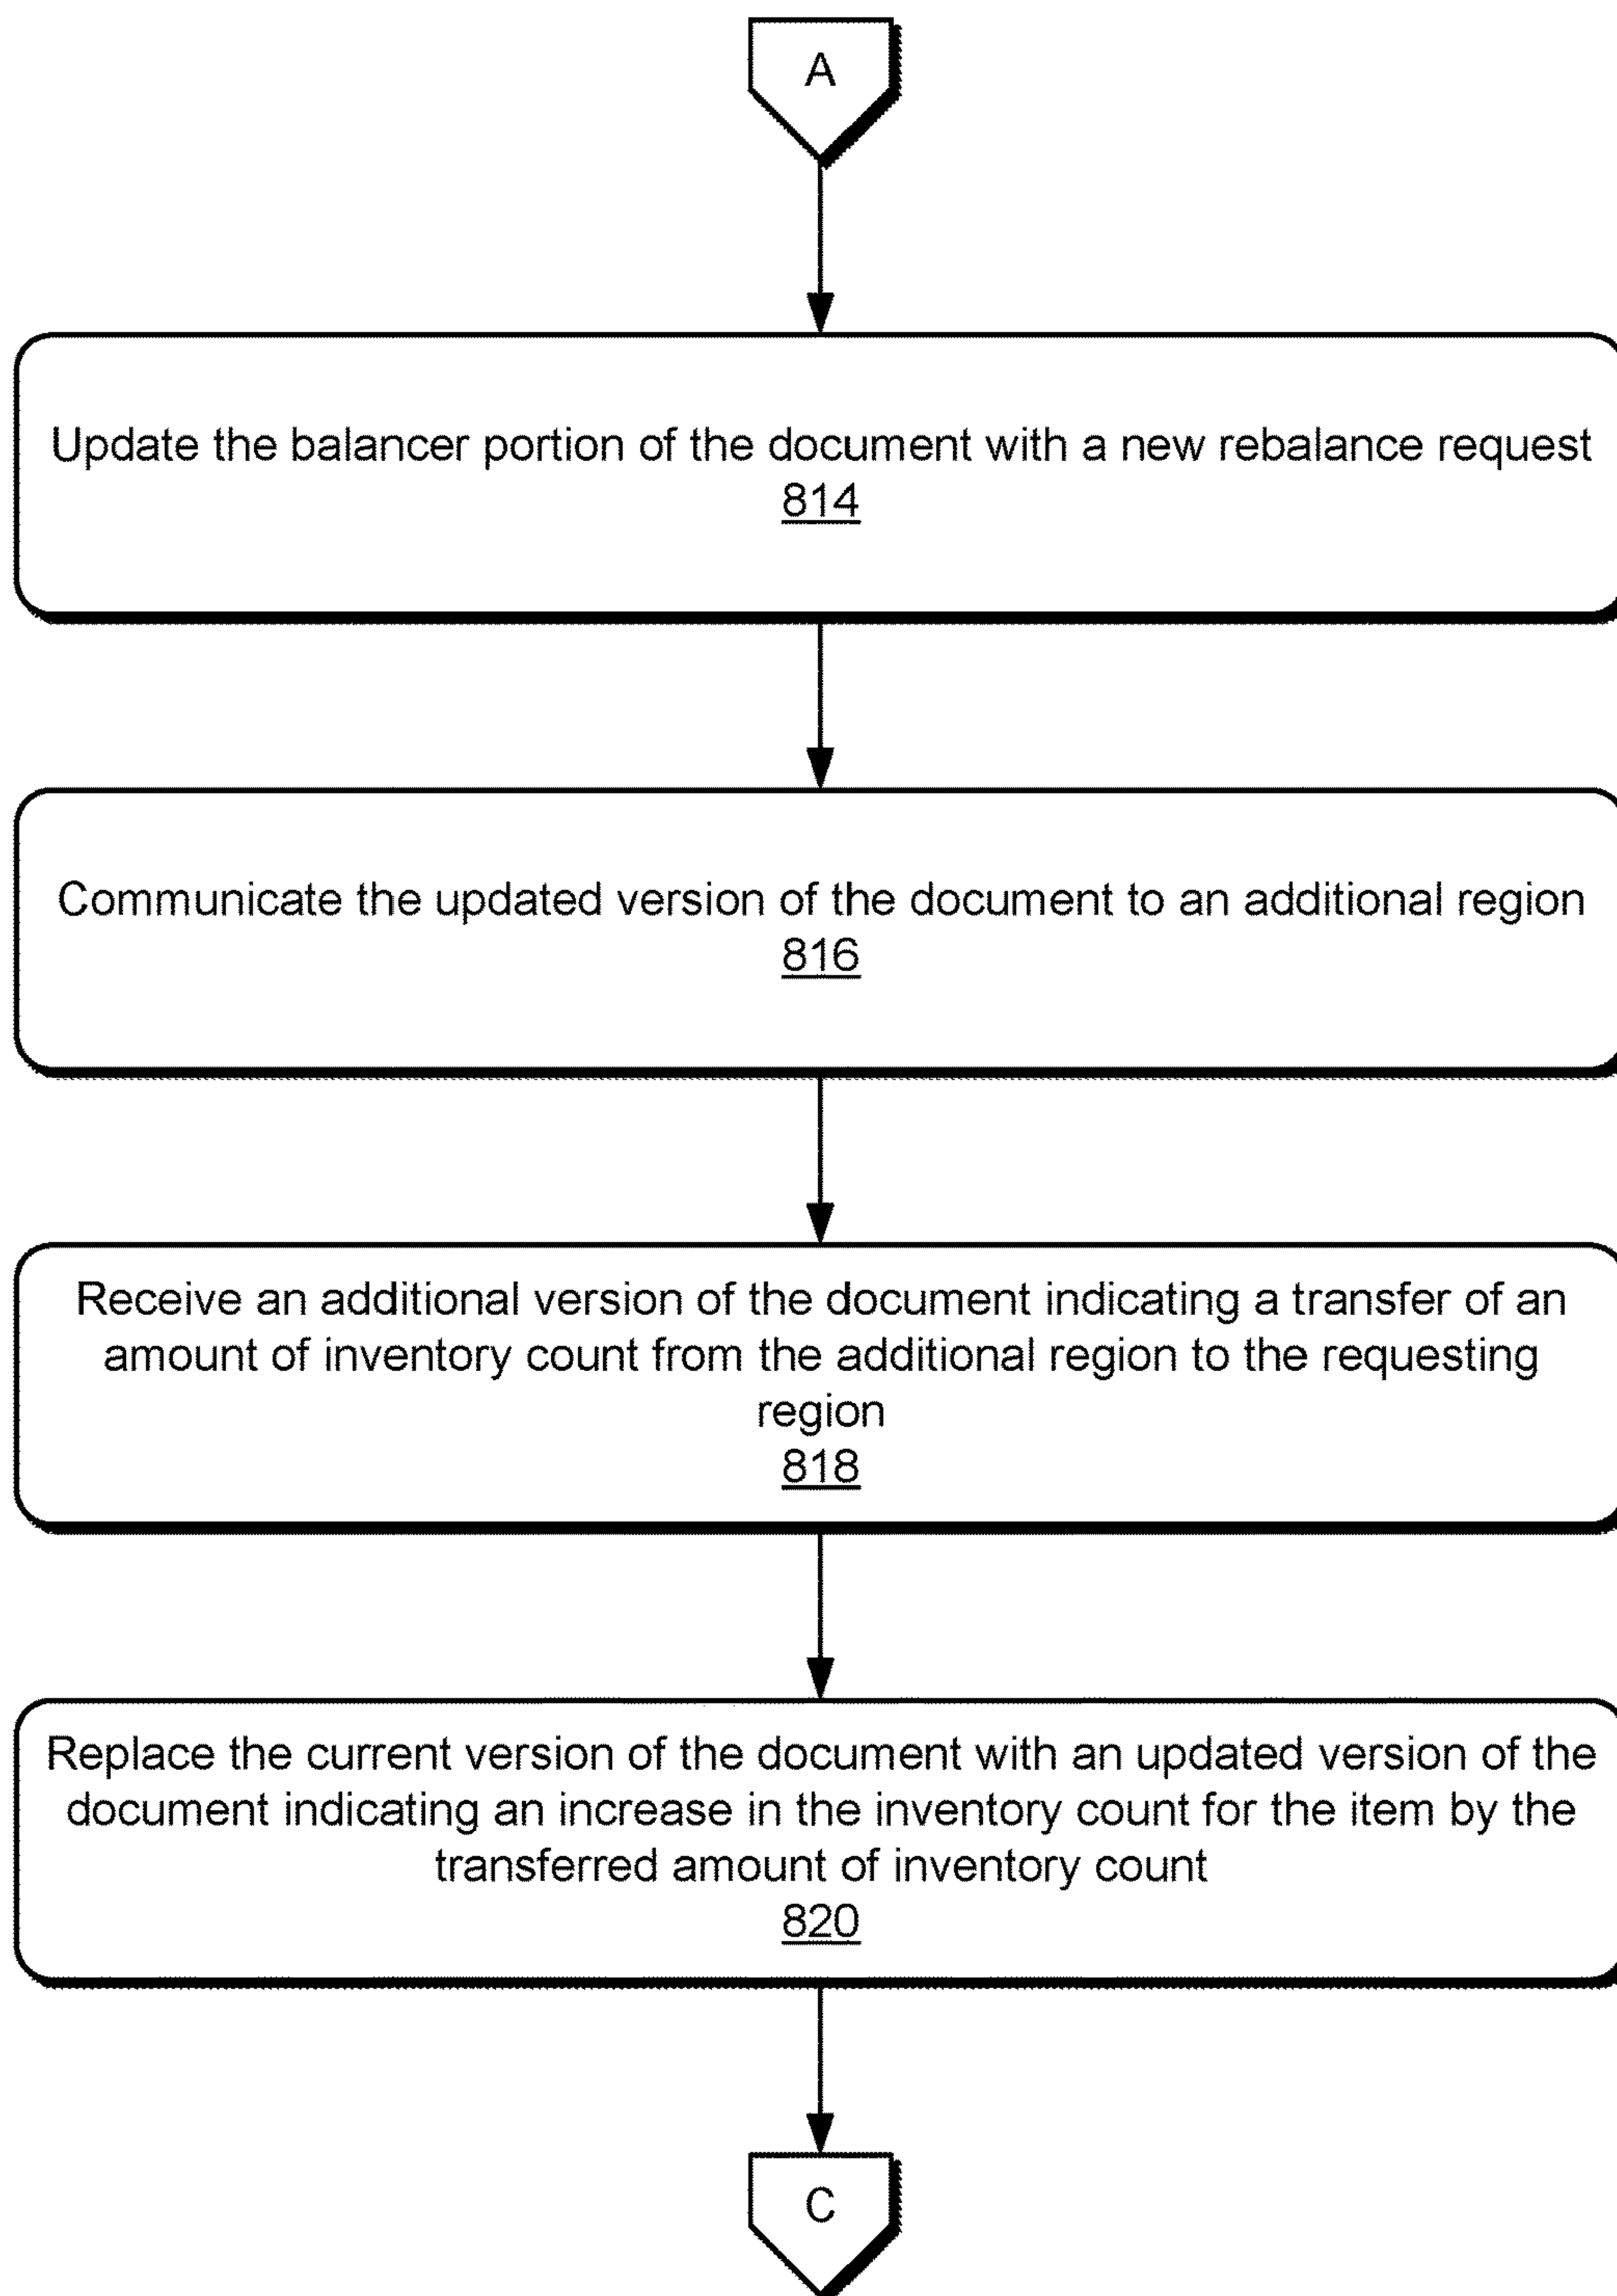 A
Update the balancer portion of the document with a new rebalance request
814
Communicate the updated version of the document to an additional region
816
Receive an additional version of the document indicating a transfer of an
amount of inventory count from the additional region to the requesting
region
818
Replace the current version of the document with an updated version of the
document indicating an increase in the inventory count for the item by the
transferred amount of inventory count
820
C